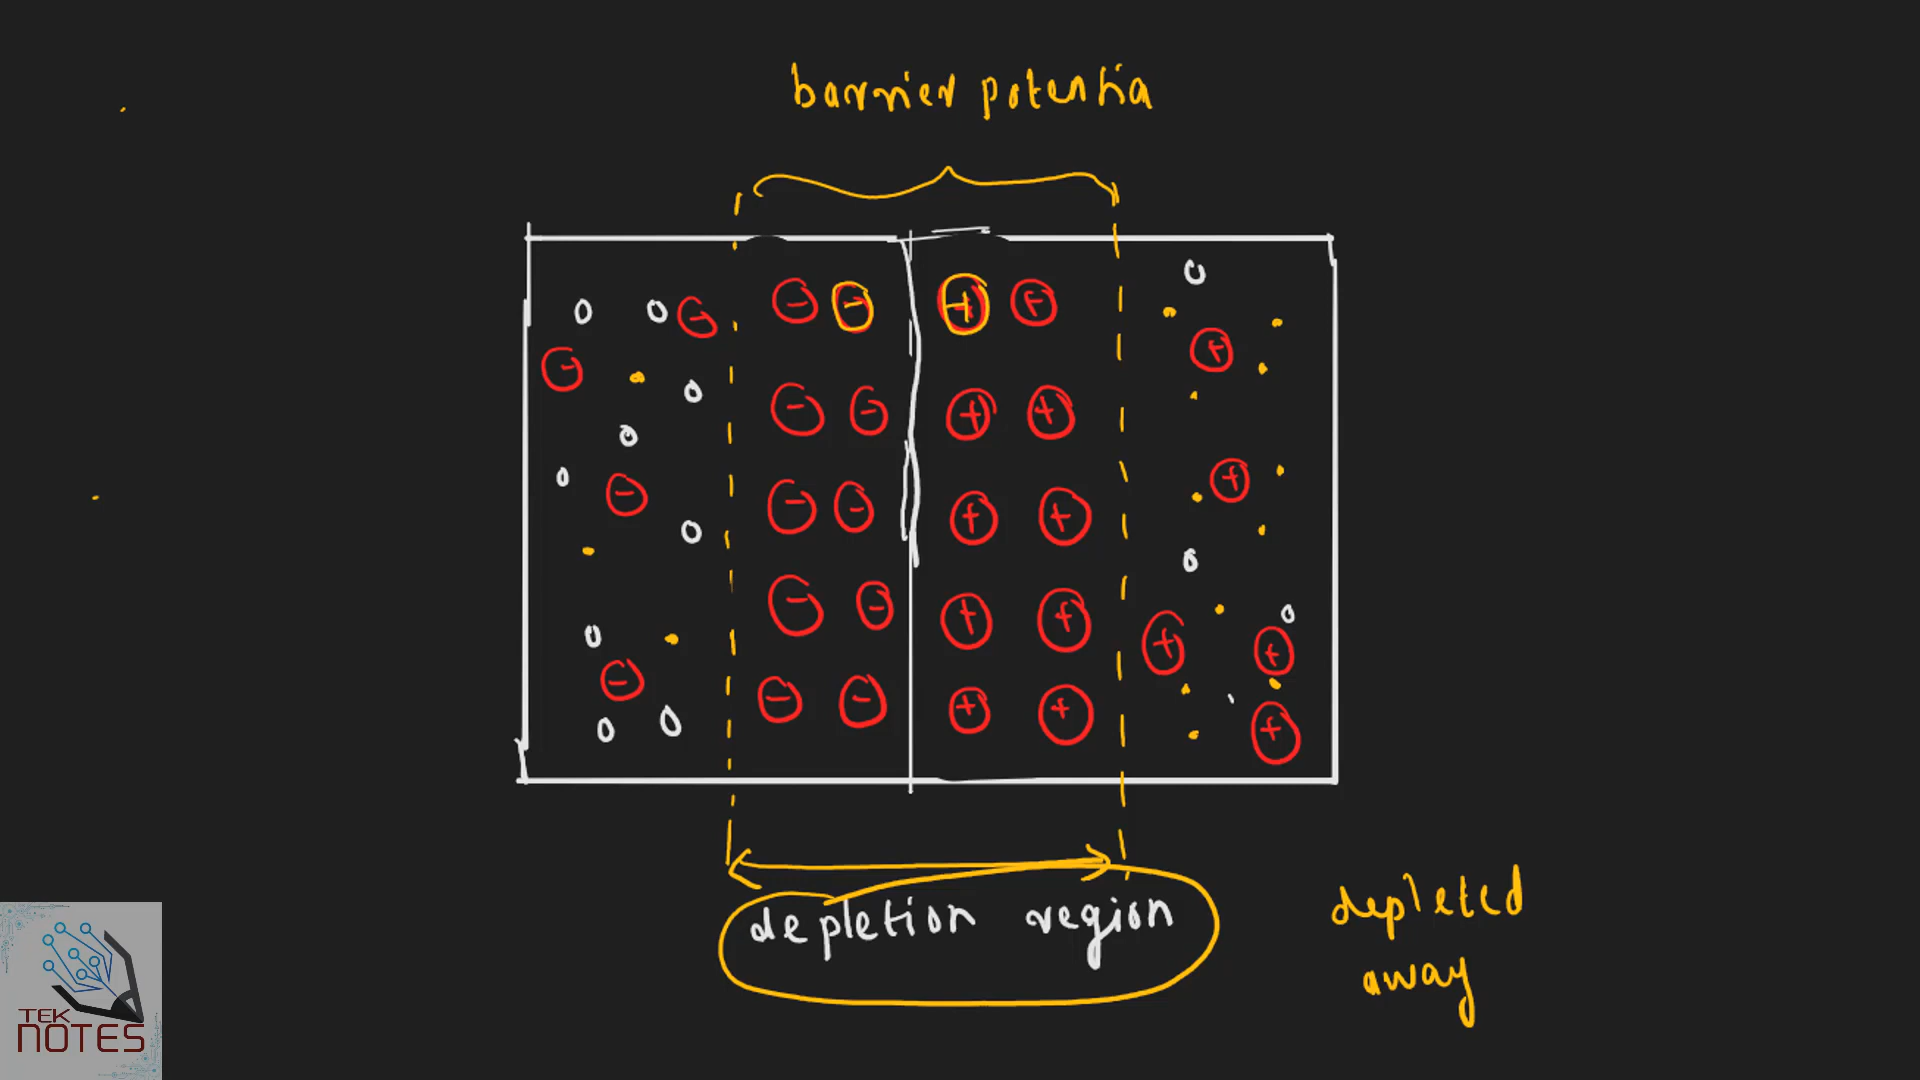 barrier potentia
depletion region
depleted
away
TEK
NOTES